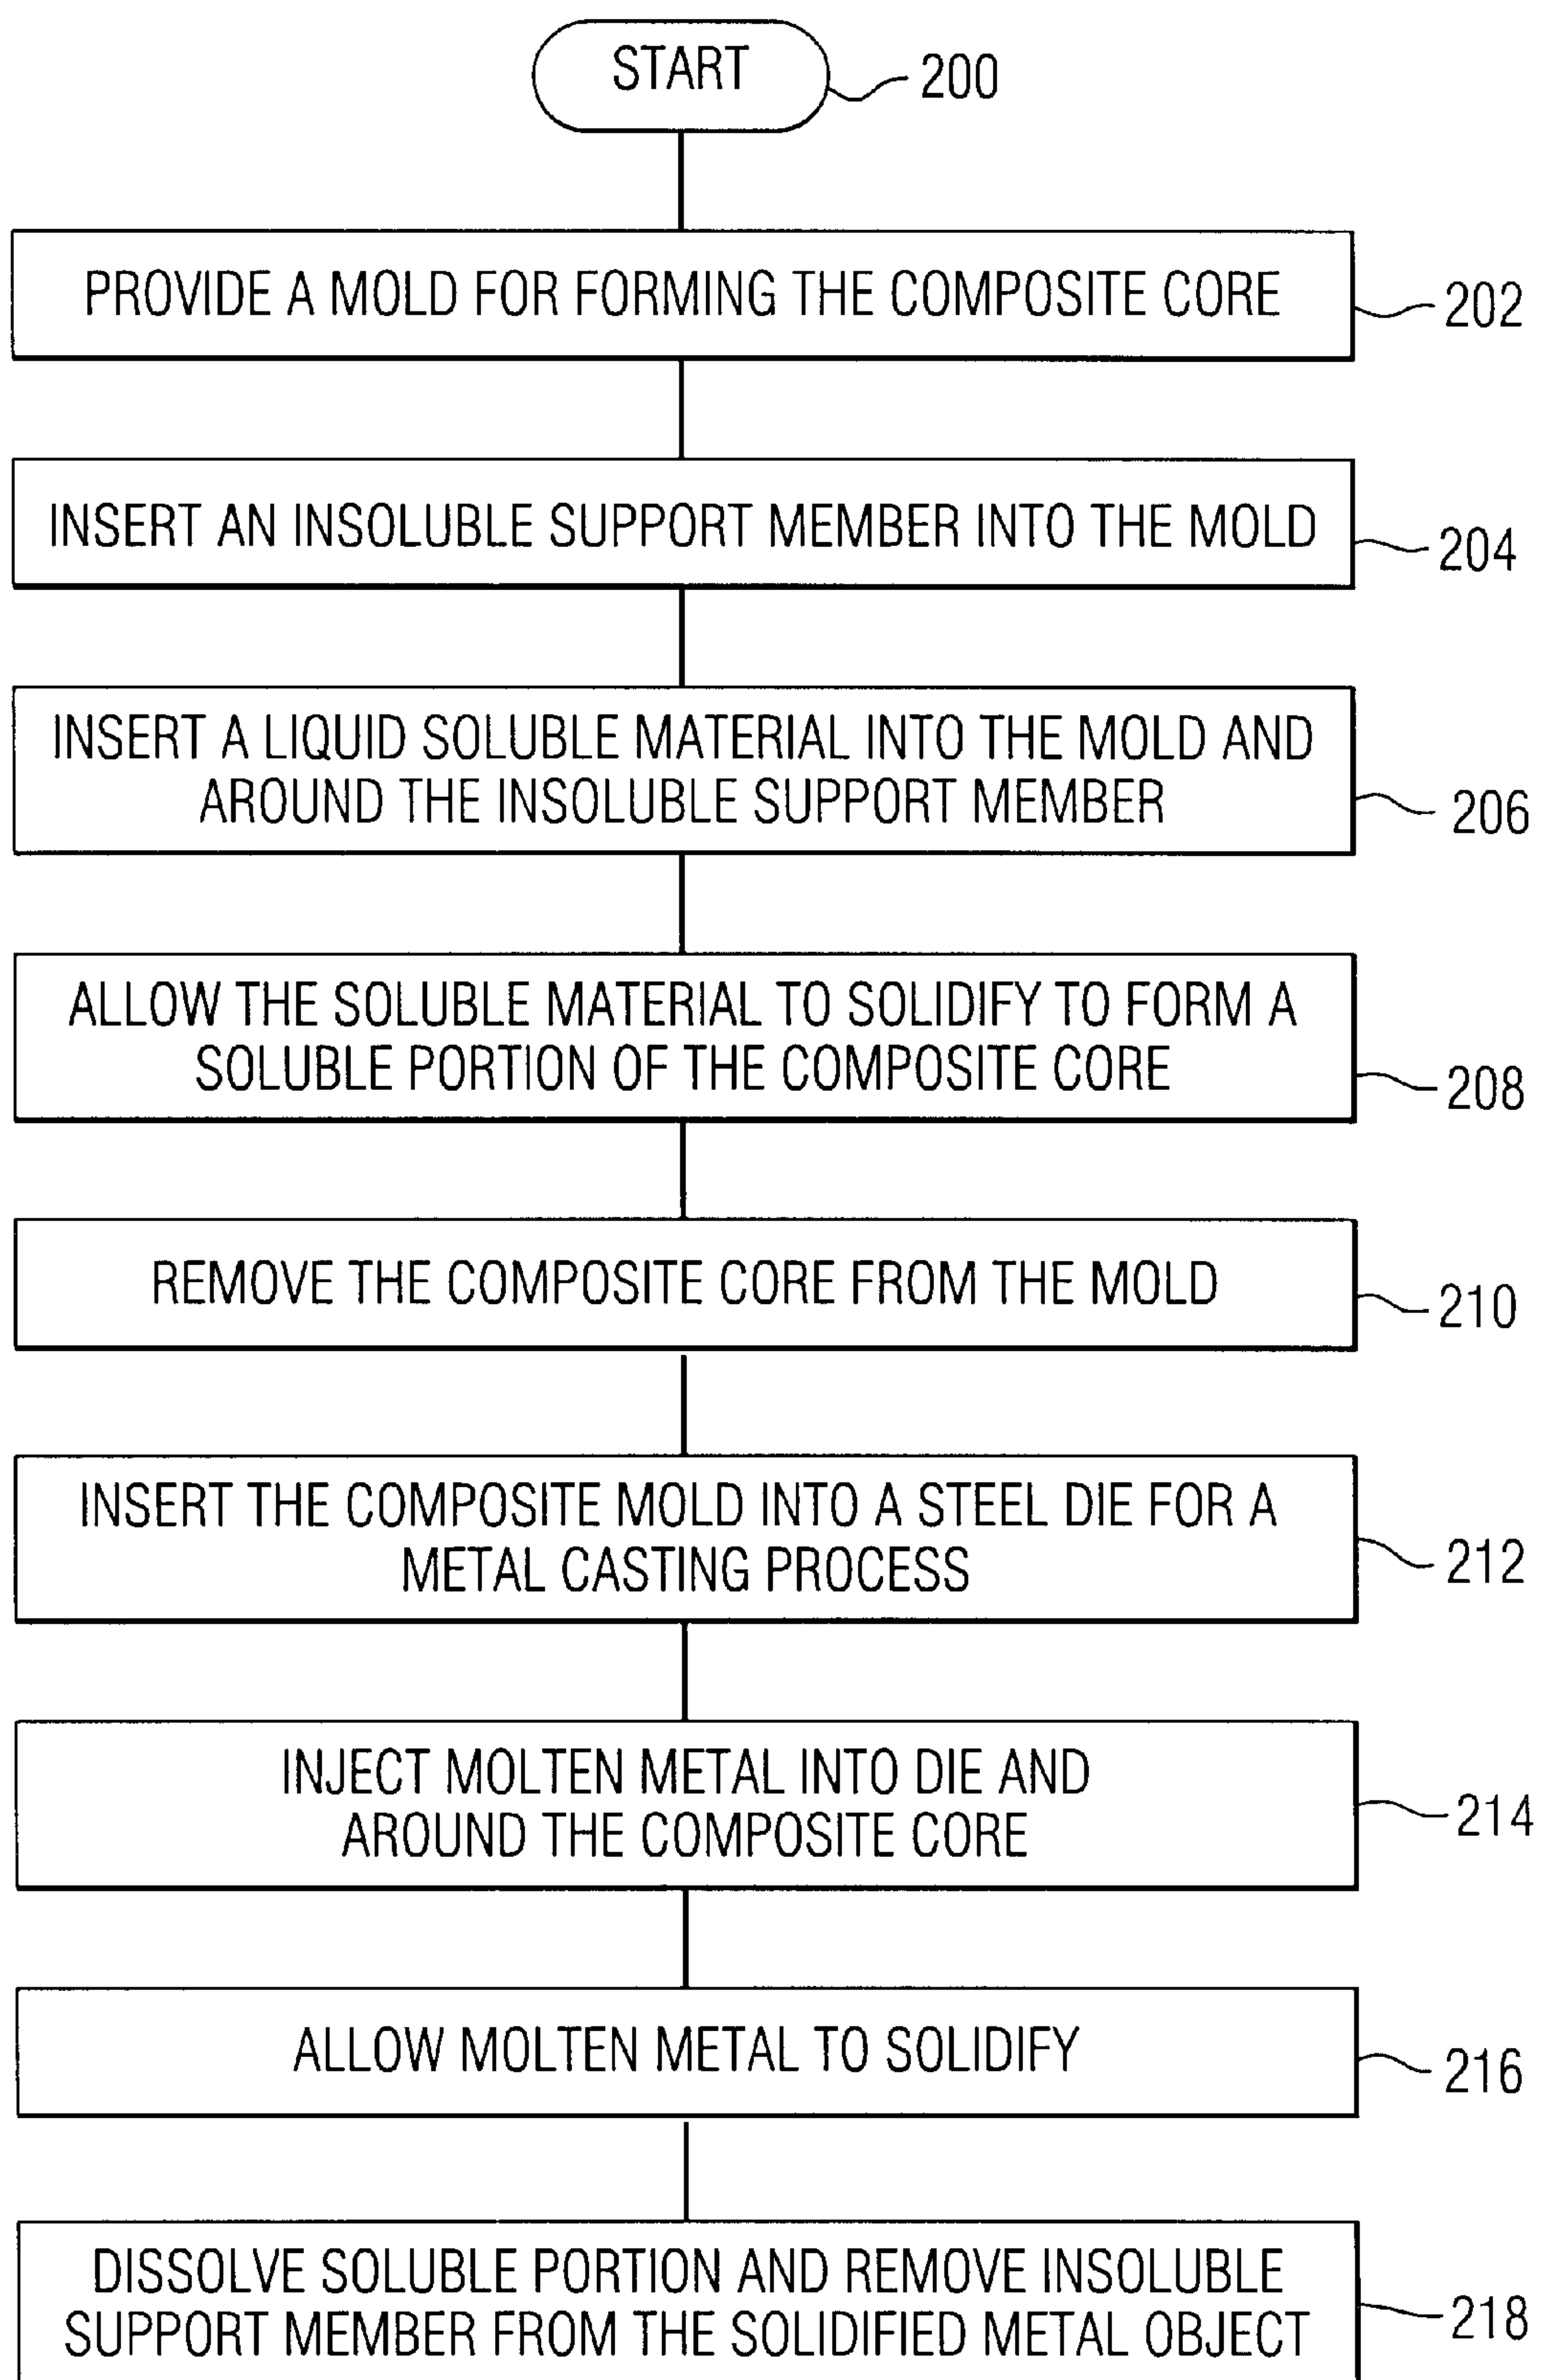 START
200
PROVIDE A MOLD FOR FORMING THE COMPOSITE CORE
202
INSERT AN INSOLUBLE SUPPORT MEMBER INTO THE MOLD
204
INSERT A LIQUID SOLUBLE MATERIAL INTO THE MOLD AND
AROUND THE INSOLUBLE SUPPORT MEMBER
206
ALLOW THE SOLUBLE MATERIAL TO SOLIDIFY TO FORM A
SOLUBLE PORTION OF THE COMPOSITE CORE
208
REMOVE THE COMPOSITE CORE FROM THE MOLD
210
INSERT THE COMPOSITE MOLD INTO A STEEL DIE FOR A
METAL CASTING PROCESS
212
INJECT MOLTEN METAL INTO DIE AND
AROUND THE COMPOSITE CORE
214
ALLOW MOLTEN METAL TO SOLIDIFY
216
DISSOLVE SOLUBLE PORTION AND REMOVE INSOLUBLE
SUPPORT MEMBER FROM THE SOLIDIFIED METAL OBJECT
218